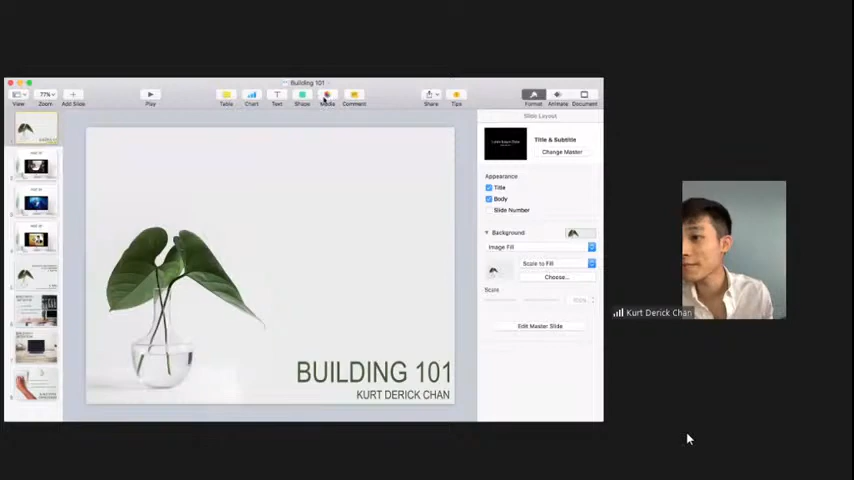 Building 101
77%
View
Zoom
Add Slide
Play
Table
Chart
Text
Shape
Media
Comment
Share
Tips
Format
Animate
Document
Slide Layout
Title & Subtitle
Change Master
Appearance
Title
Body
Slide Number
Background
Image Fill
Scale to Fill
Choose...
Scale
100%
Edit Master Slide
BUILDING 101
KURT DERICK CHAN
Kurt Derick Chan